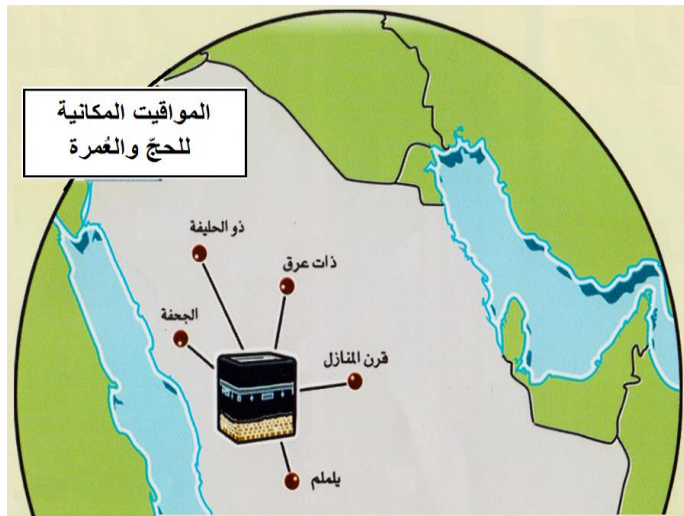 المواقيت المكانية
للحجّ والعُمرة
ذو الحليفة
ذات عرق
الجحفة
قرن المنازل
يلملم